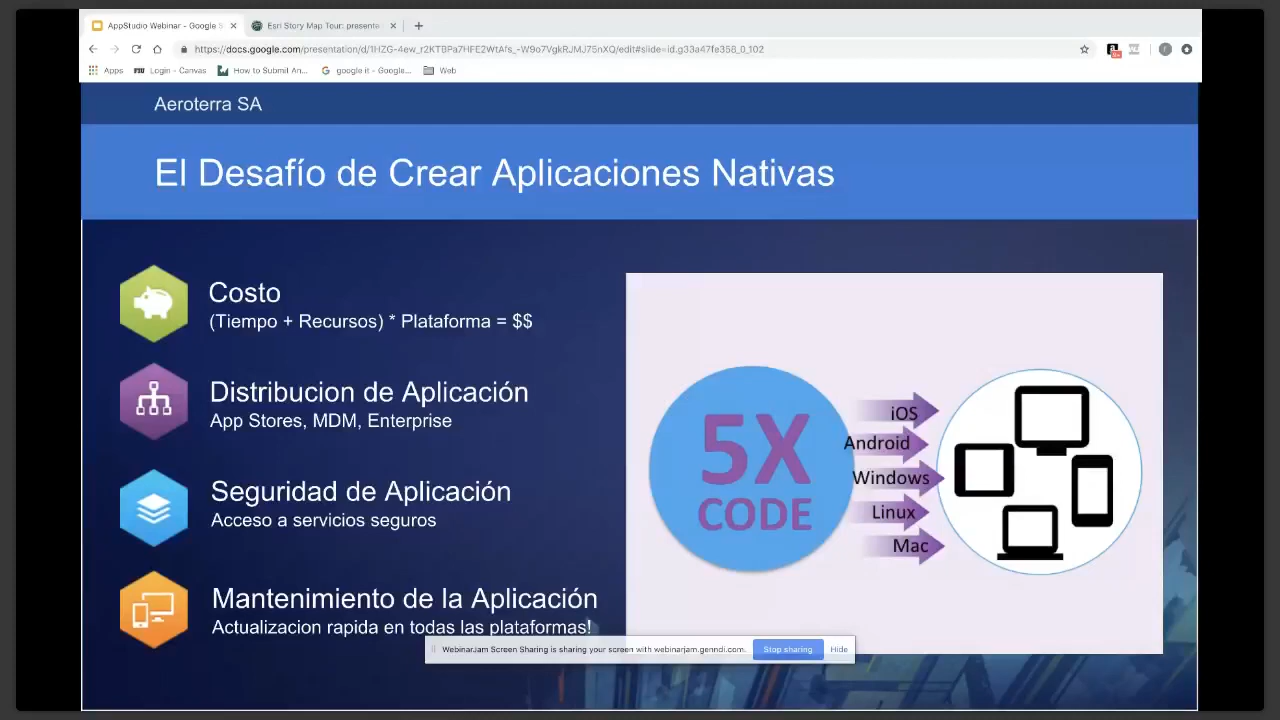 AppStudio Webinar - Google S
Esri Story Map Tour: presente
https://docs.google.com/presentation/d/1HZG-4ew_r2KTBPa7HFE2WtAfs_-W9o7VgkRJMJ75nXQ/edit#slide=id.g33a47fe358_0_102
Apps
FIU Login - Canvas
How to Submit An...
google it - Google...
Web
Aeroterra SA
El Desafío de Crear Aplicaciones Nativas
Costo
(Tiempo + Recursos) * Plataforma = $$
Distribucion de Aplicación
App Stores, MDM, Enterprise
Seguridad de Aplicación
Acceso a servicios seguros
Mantenimiento de la Aplicación
Actualizacion rapida en todas las plataformas!
5X
CODE
iOS
Android
Windows
Linux
Mac
WebinarJam Screen Sharing is sharing your screen with webinarjam.genndi.com.
Stop sharing
Hide